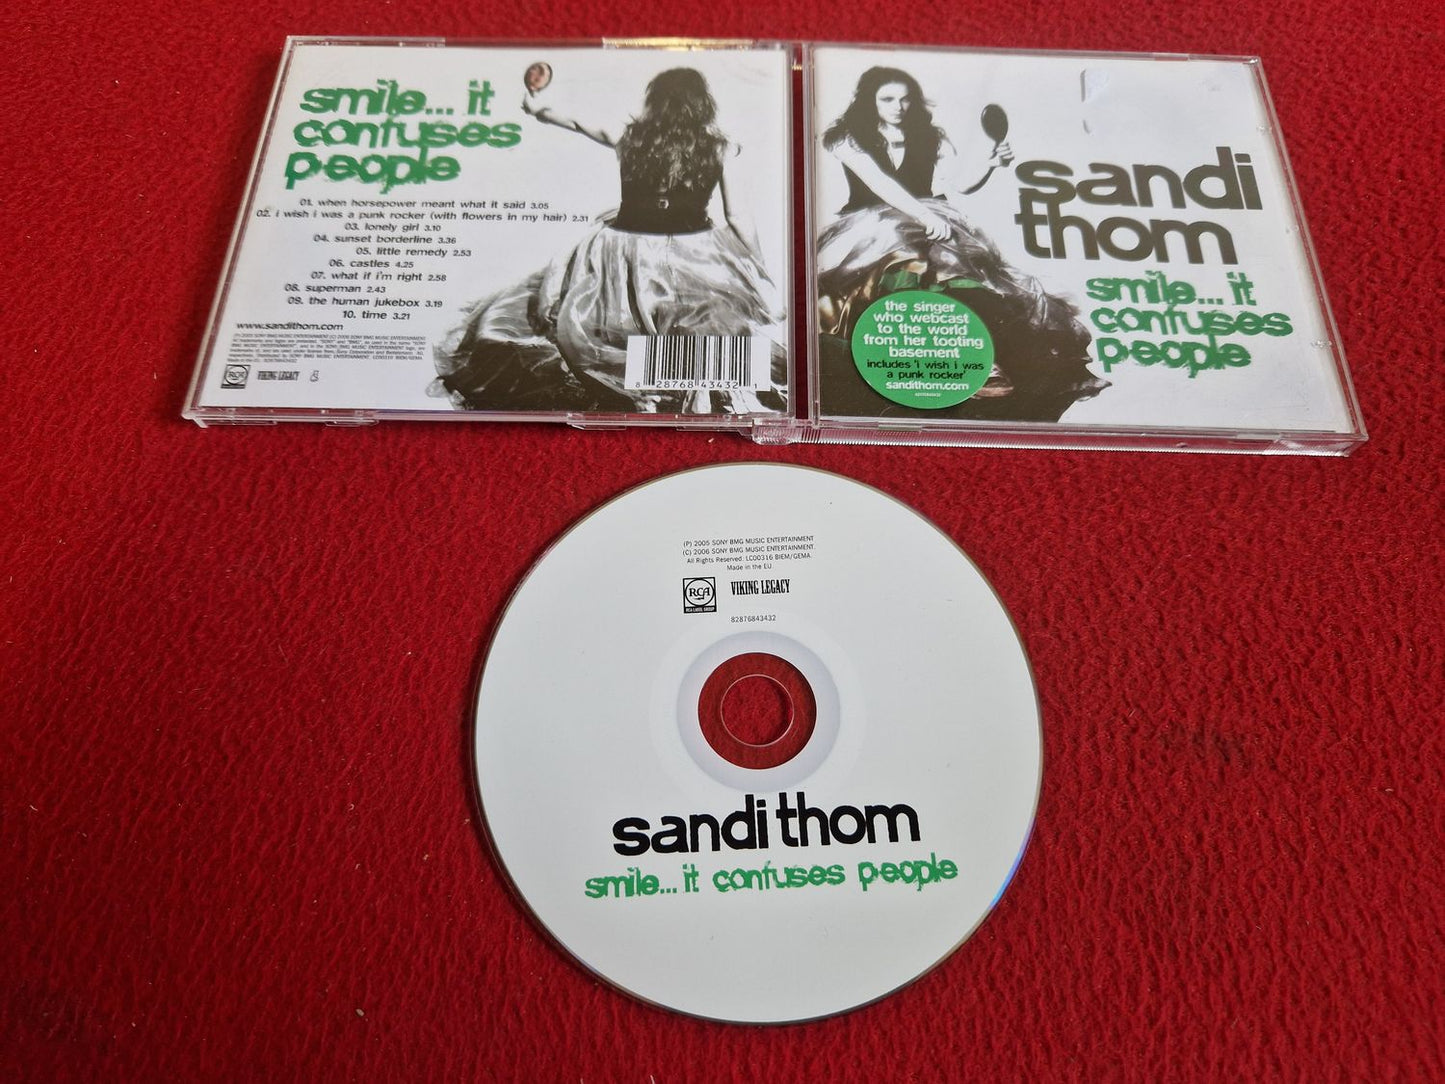 smile... it
confuses
people
01. when horsepower meant what it said 3.05
02. i wish i was a punk rocker (with flowers in my hair) 2.31
03. lonely girl 3.10
04. sunset borderline 3.36
05. little remedy 2.53
06. castles 4.25
07. what if i'm right 2.58
08. superman 2.43
09. the human jukebox 3.19
10. time 3.21
www.sandithom.com
RCA
VIKING LEGACY
8 28768 43432 1
sandi
thom
smile... it
confuses
people
the singer
who webcast
to the world
from her tooting
basement
includes 'i wish i was
a punk rocker'
sandithom.com
(P) 2005 SONY BMG MUSIC ENTERTAINMENT
(C) 2006 SONY BMG MUSIC ENTERTAINMENT.
All Rights Reserved. LC00316 BIEM/GEMA.
Made in the EU
RCA
RCA LABEL GROUP
VIKING LEGACY
82876843432
sandi thom
smile... it confuses people